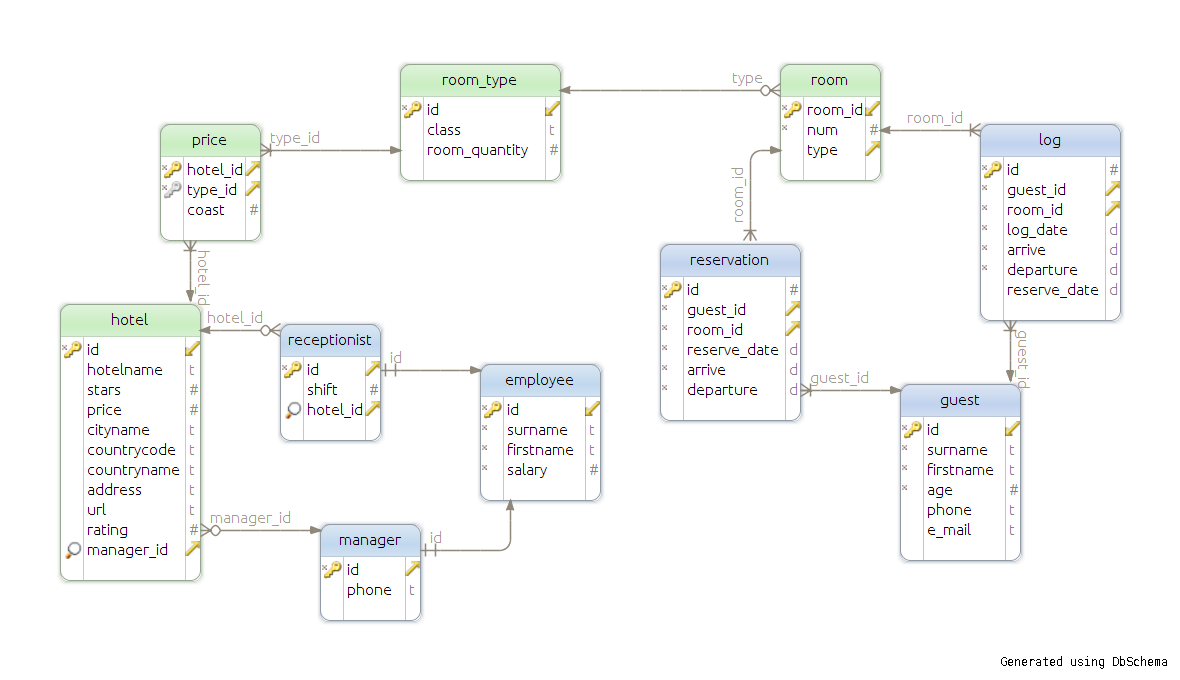 room_type
id
class t
room_quantity #
type
room
room_id
num #
type
room_id
log
id #
guest_id
room_id
log_date d
arrive d
departure d
reserve_date d
price
hotel_id
type_id
coast #
type_id
hotel_id
room_id
reservation
id #
guest_id
room_id
reserve_date d
arrive d
departure d
guest_id
guest_id
guest
id
surname t
firstname t
age #
phone t
e_mail t
hotel
id
hotelname t
stars #
price #
cityname t
countrycode t
countryname t
address t
url t
rating #
manager_id
hotel_id
receptionist
id
shift #
hotel_id
id
employee
id
surname t
firstname t
salary #
manager_id
manager
id
phone t
id
Generated using DbSchema